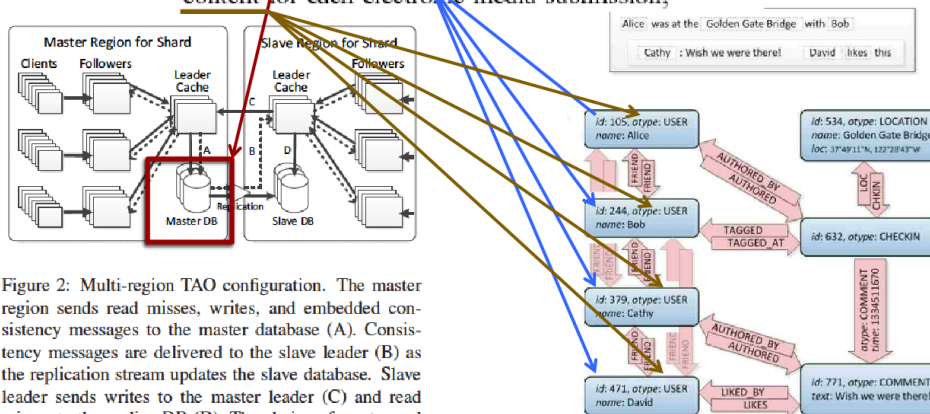 content for each electronic media submission,
Master Region for Shard
Slave Region for Shard
Clients
Followers
Leader
Cache
Leader
Cache
Followers
C
A
B
D
Replication
Master DB
Slave DB
Figure 2: Multi-region TAO configuration. The master
region sends read misses, writes, and embedded con-
sistency messages to the master database (A). Consis-
tency messages are delivered to the slave leader (B) as
the replication stream updates the slave database. Slave
leader sends writes to the master leader (C) and read
Alice was at the Golden Gate Bridge with Bob
Cathy : Wish we were there! David likes this
id: 105, otype: USER
name: Alice
id: 534, otype: LOCATION
name: Golden Gate Bridge
loc: 37°49'11"N, 122°28'43"W
FRIEND
FRIEND
AUTHORED_BY
AUTHORED
LOC
CHKIN
id: 244, otype: USER
name: Bob
TAGGED
TAGGED_AT
id: 632, otype: CHECKIN
FRIEND
FRIEND
FRIEND
FRIEND
id: 379, otype: USER
name: Cathy
FRIEND
FRIEND
AUTHORED_BY
AUTHORED
atype: COMMENT
time: 1334511670
FRIEND
FRIEND
id: 471, otype: USER
name: David
LIKED_BY
LIKES
id: 771, otype: COMMENT
text: Wish we were there!